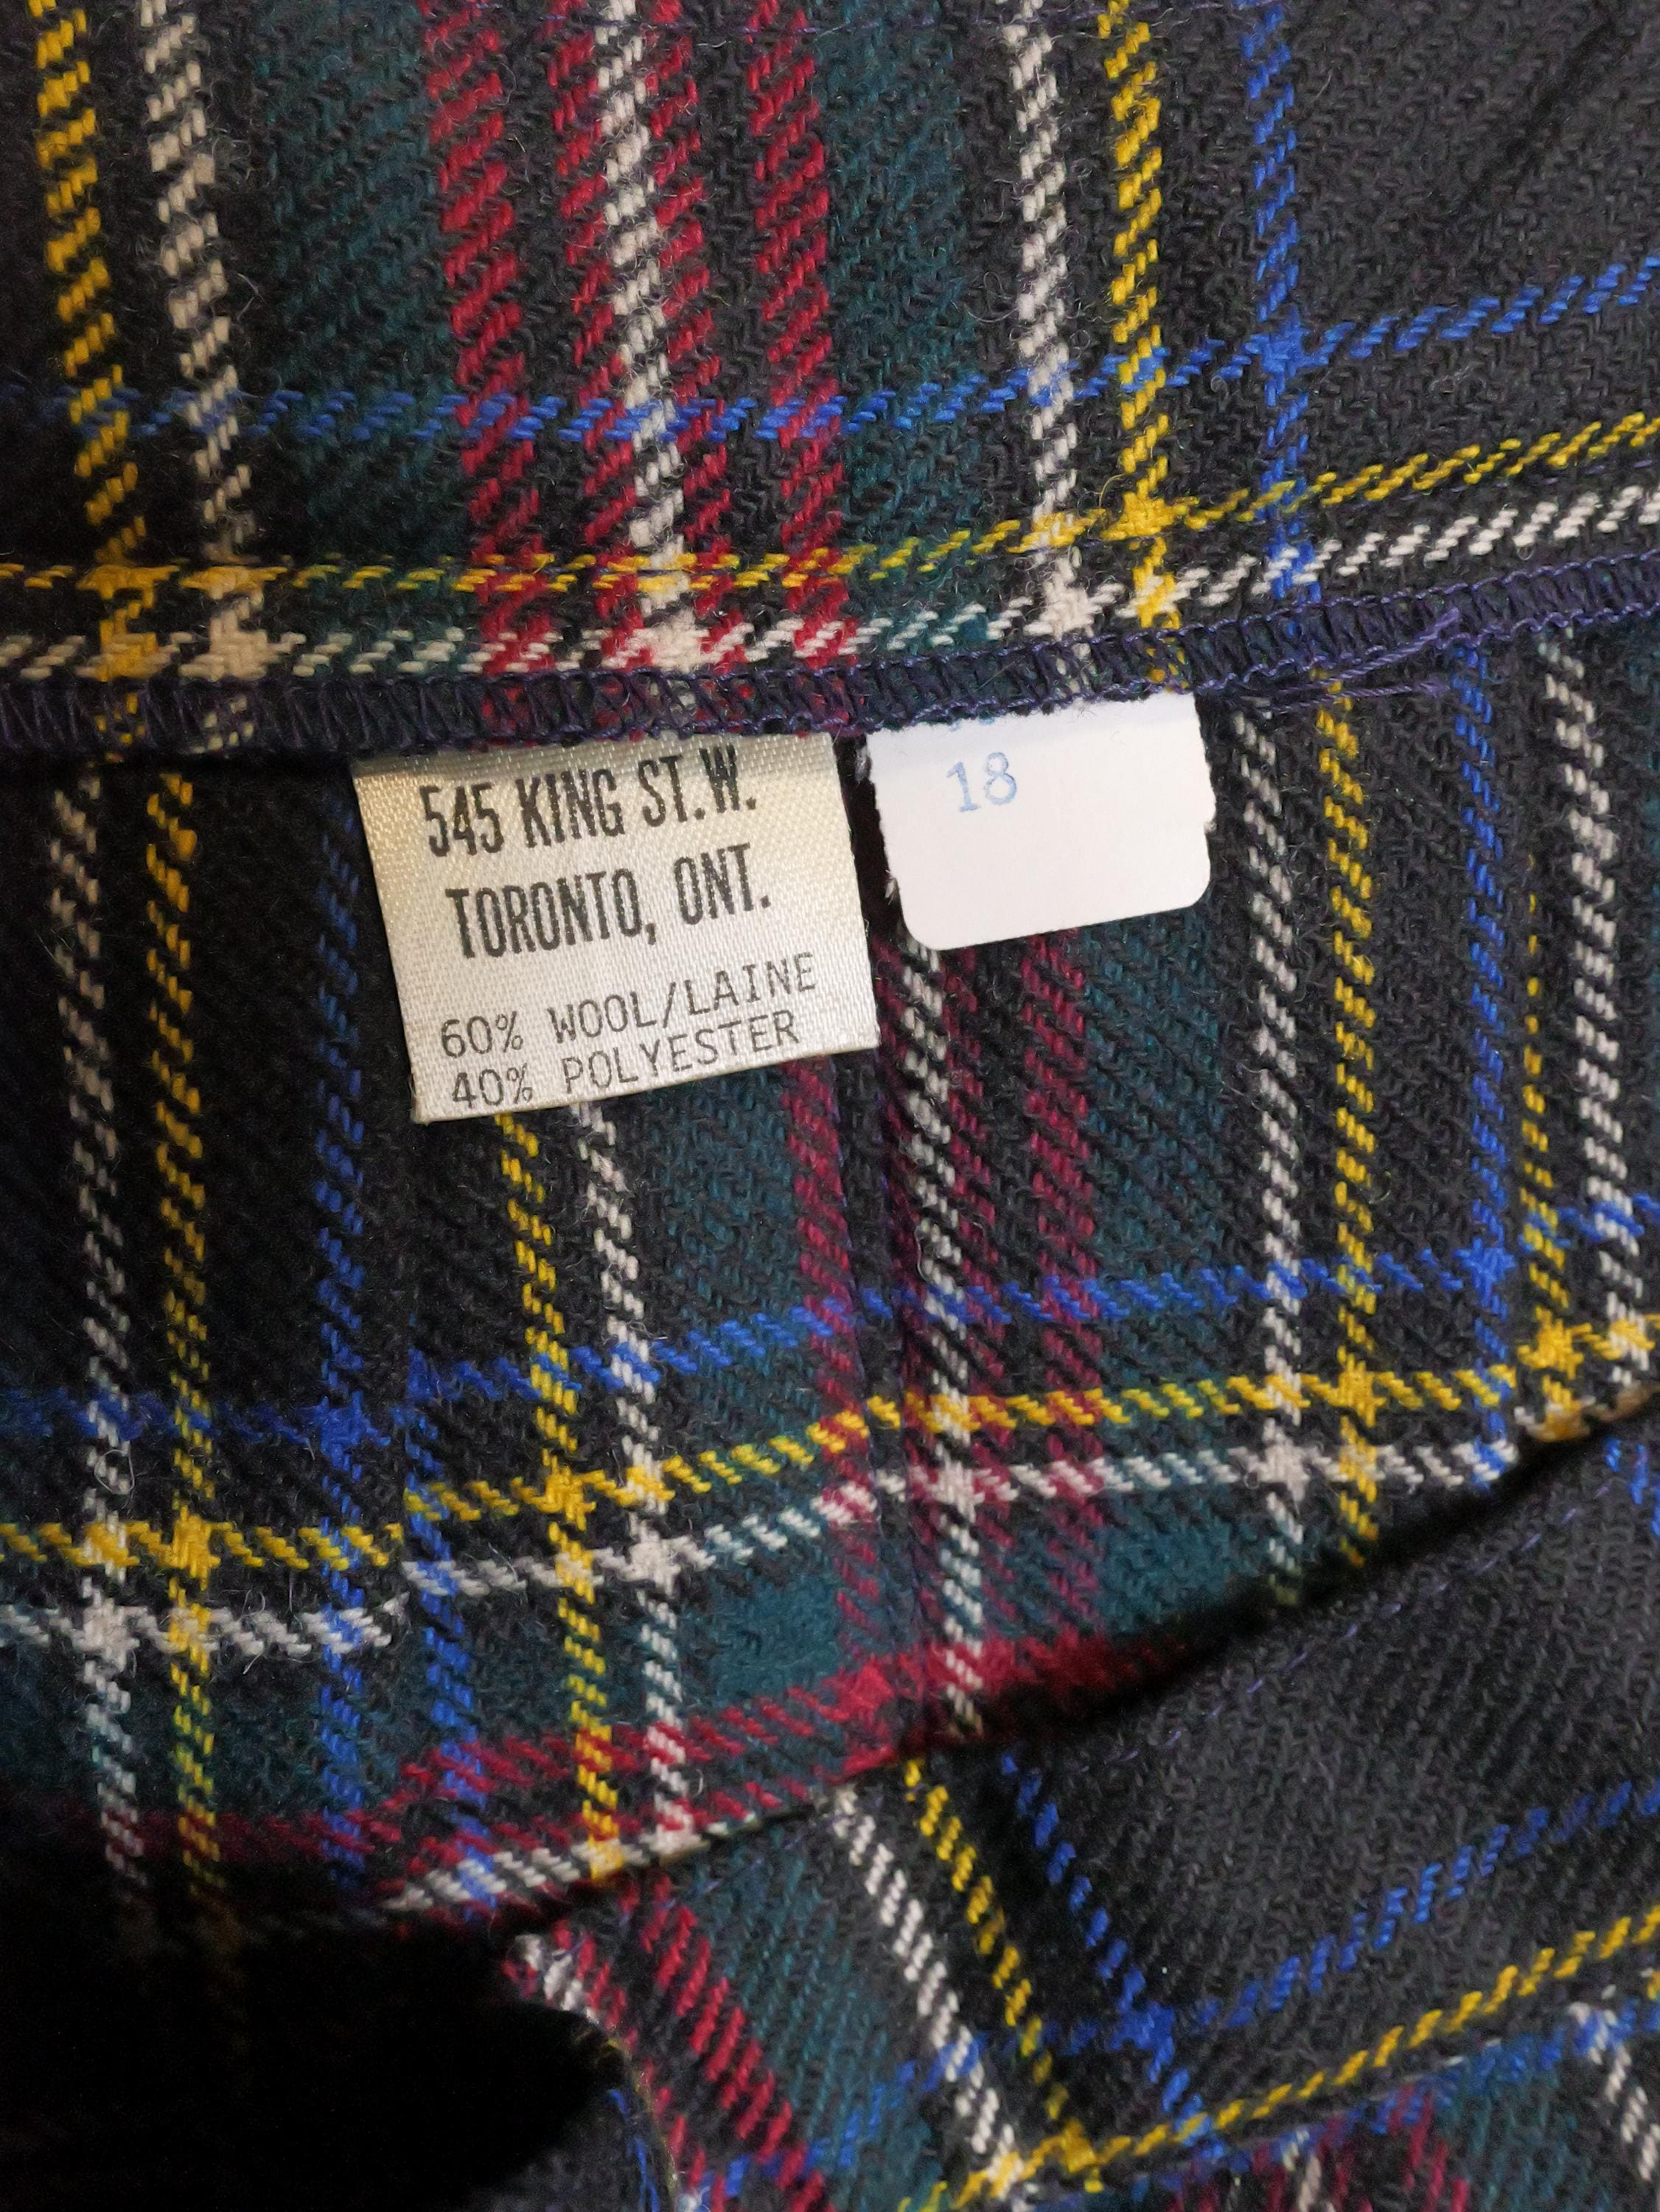 545 KING ST. W.
TORONTO, ONT.
60% WOOL/LAINE
40% POLYESTER
18